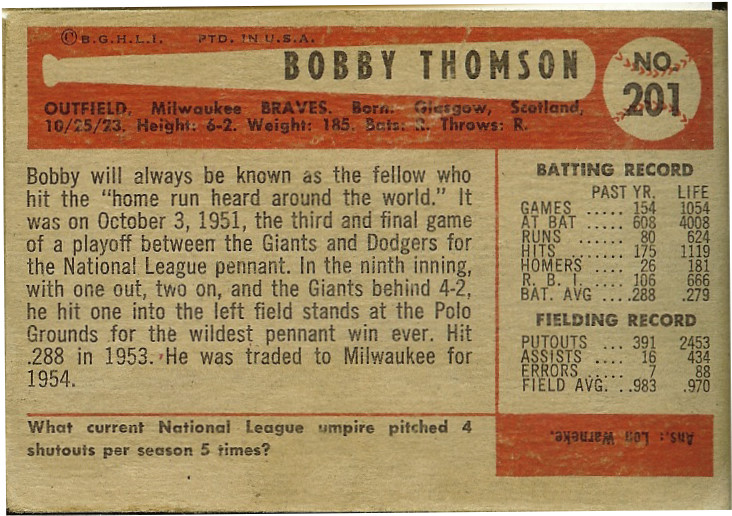 © B.G.H.L.I. PTD. IN U.S.A.
BOBBY THOMSON
NO.
201
OUTFIELD, Milwaukee BRAVES. Born: Glasgow, Scotland,
10/25/23. Height: 6-2. Weight: 185. Bats: R. Throws: R.
Bobby will always be known as the fellow who
hit the "home run heard around the world." It
was on October 3, 1951, the third and final game
of a playoff between the Giants and Dodgers for
the National League pennant. In the ninth inning,
with one out, two on, and the Giants behind 4-2,
he hit one into the left field stands at the Polo
Grounds for the wildest pennant win ever. Hit
.288 in 1953. He was traded to Milwaukee for
1954.
BATTING RECORD
PAST YR. LIFE
GAMES ..... 154 1054
AT BAT ..... 608 4008
RUNS ..... 80 624
HITS ..... 175 1119
HOMERS .... 26 181
R. B. I. .... 106 666
BAT. AVG ....288 .279
FIELDING RECORD
PUTOUTS ... 391 2453
ASSISTS .... 16 434
ERRORS .... 7 88
FIELD AVG. ..983 .970
What current National League umpire pitched 4
shutouts per season 5 times?
Ans.: Lon Warneke.